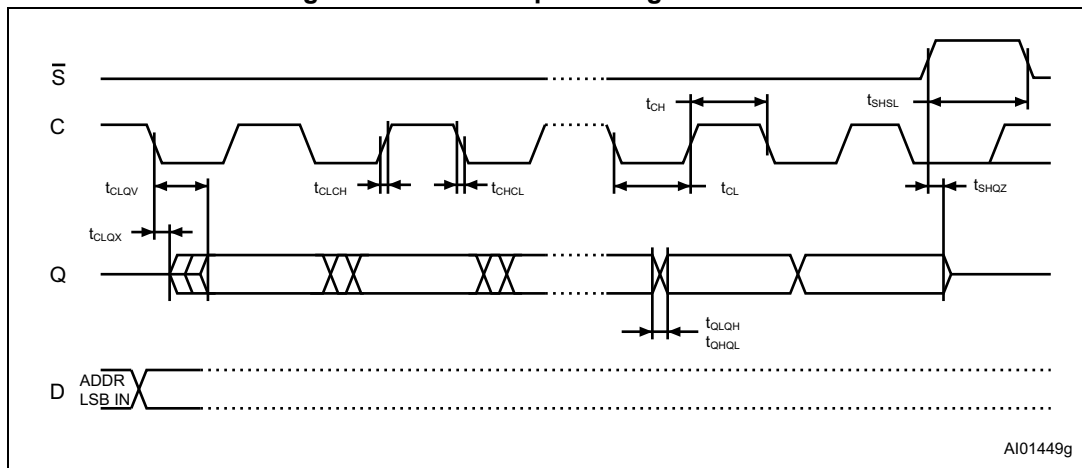 S
tCH
tSHSL
C
tCLQV
tCLCH
tCHCL
tCL
tSHQZ
tCLQX
Q
tQLQH
tQHQL
D
ADDR
LSB IN
AI01449g